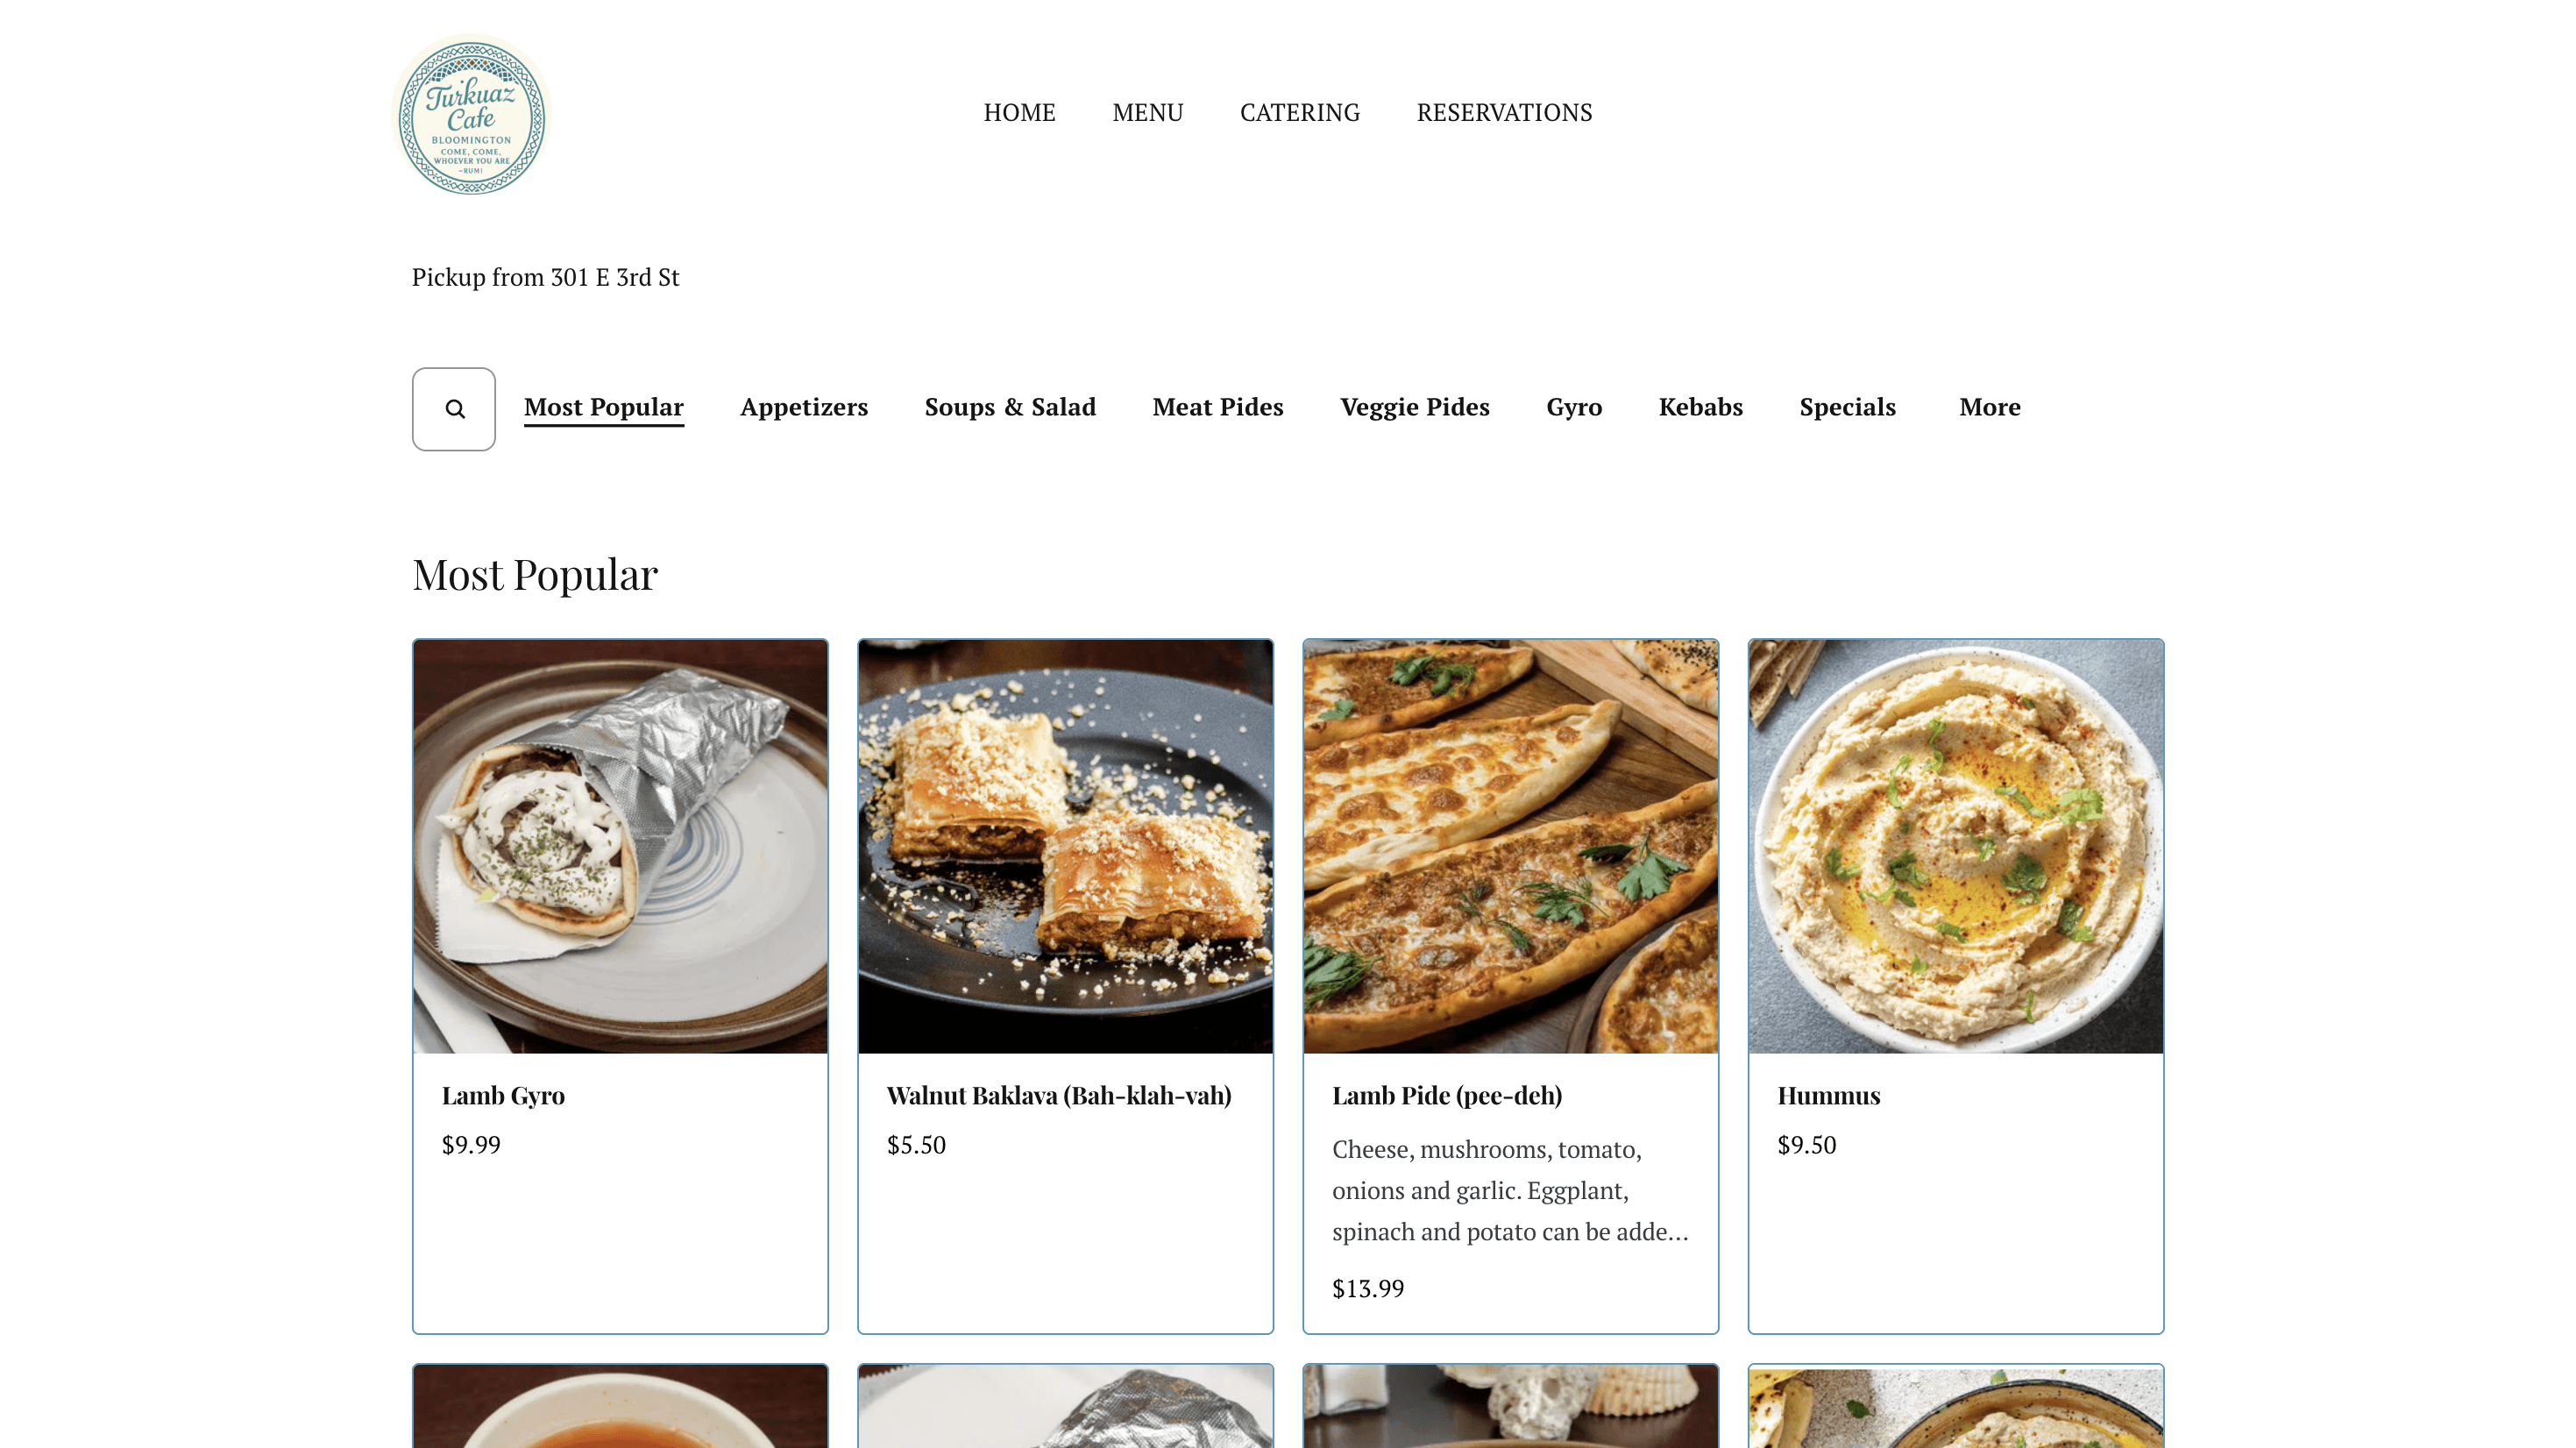 Turkuaz
Cafe
BLOOMINGTON
COME, COME,
WHOEVER YOU ARE
~RUMI
HOME MENU CATERING RESERVATIONS
Pickup from 301 E 3rd St
Most Popular Appetizers Soups & Salad Meat Pides Veggie Pides Gyro Kebabs Specials More
Most Popular
Lamb Gyro
$9.99
Walnut Baklava (Bah-klah-vah)
$5.50
Lamb Pide (pee-deh)
Cheese, mushrooms, tomato,
onions and garlic. Eggplant,
spinach and potato can be adde...
$13.99
Hummus
$9.50